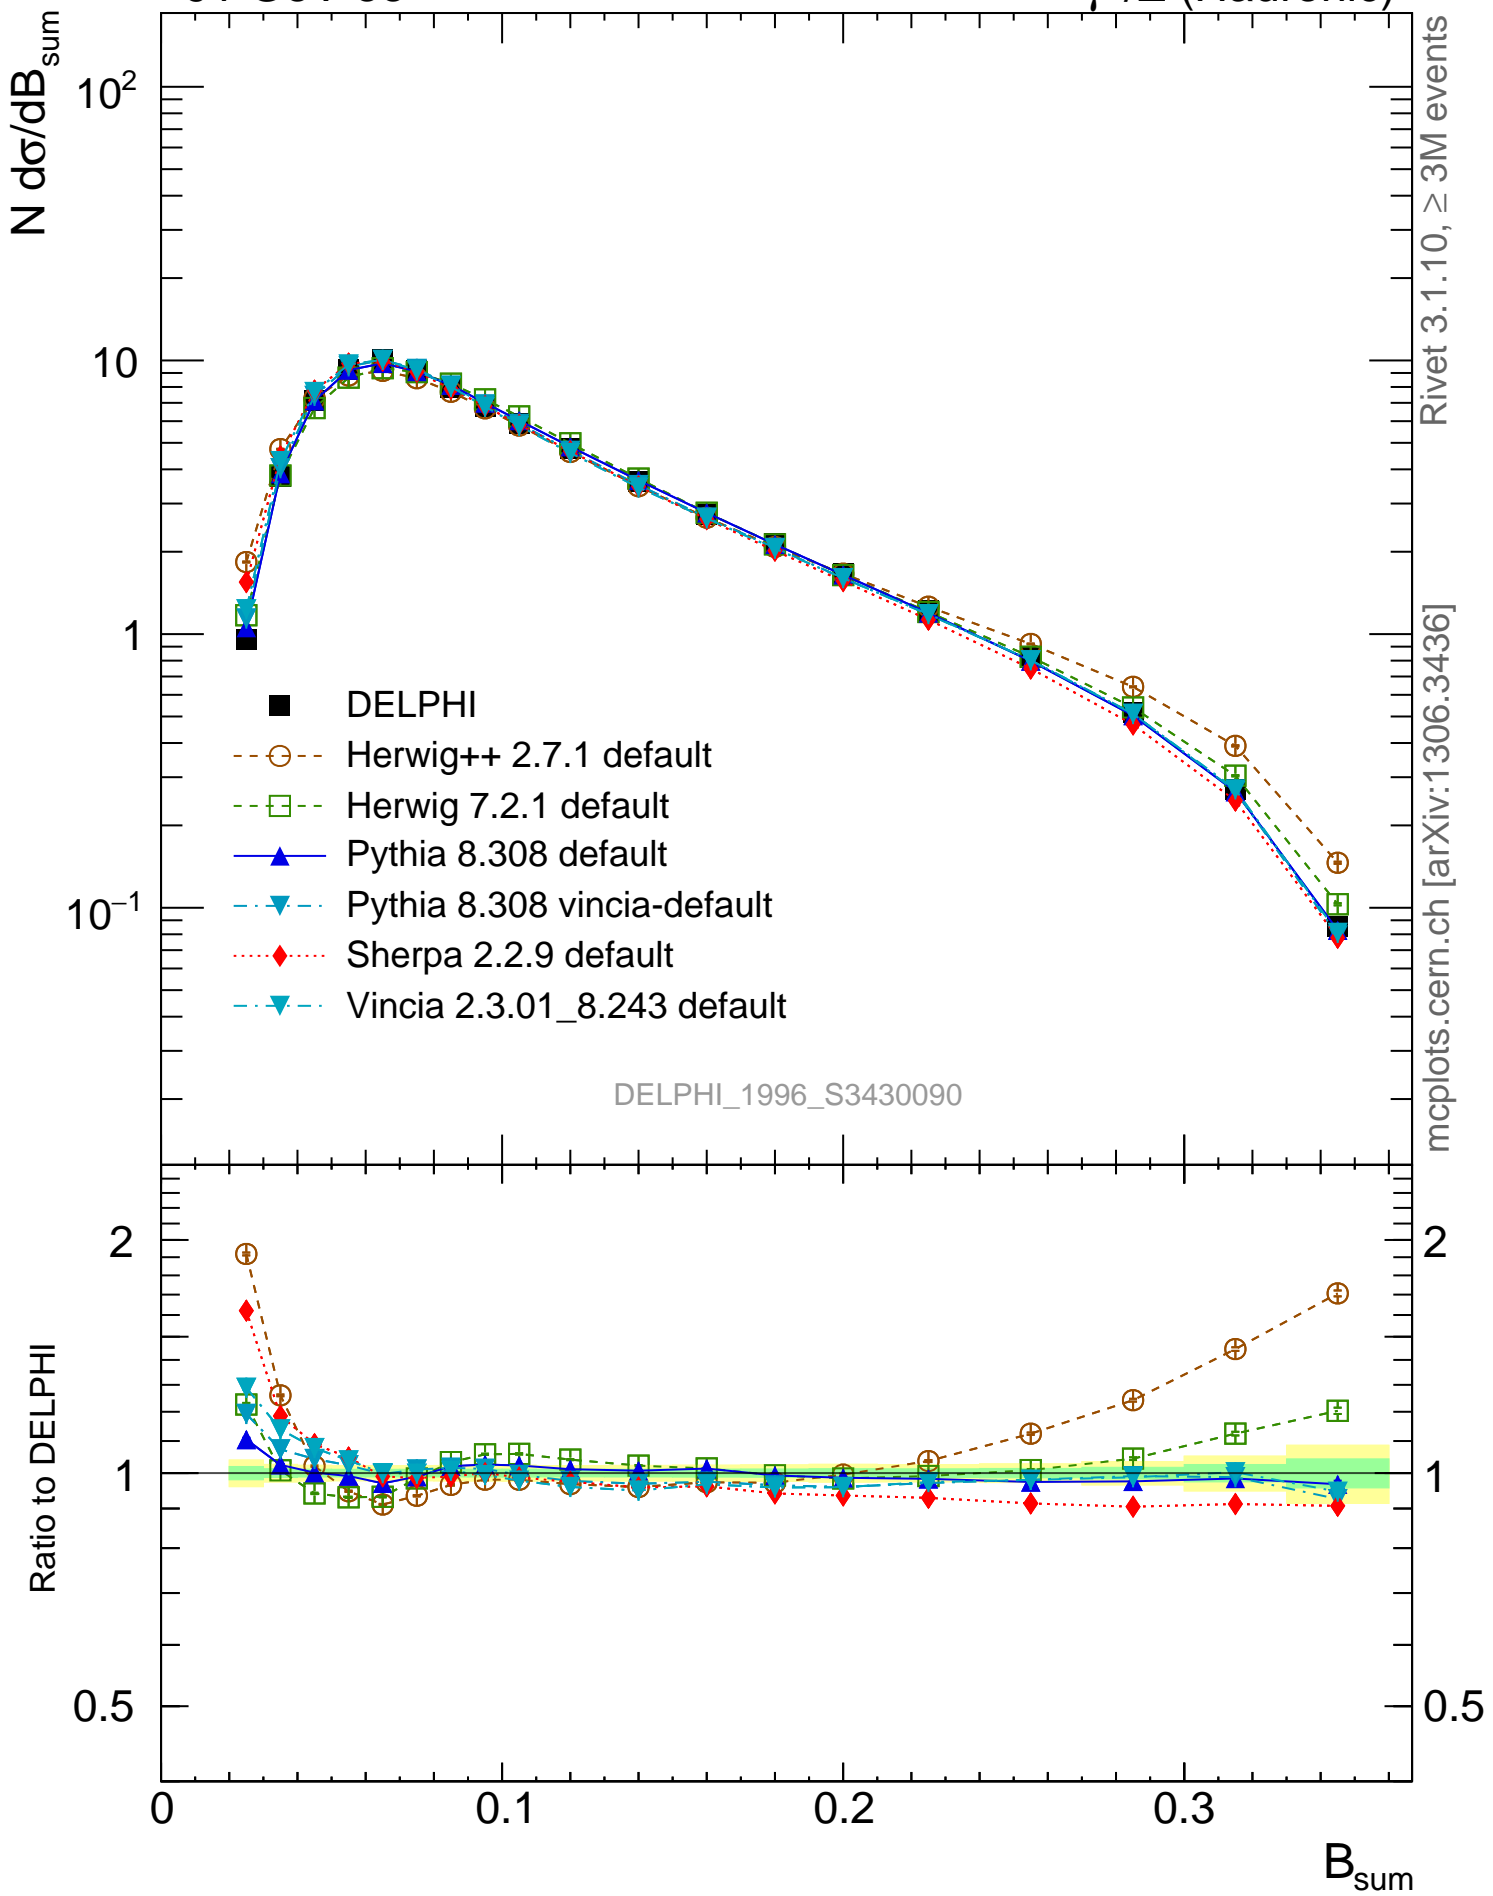 N dσ/dB_sum
10²
10
1
10⁻¹
DELPHI
Herwig++ 2.7.1 default
Herwig 7.2.1 default
Pythia 8.308 default
Pythia 8.308 vincia-default
Sherpa 2.2.9 default
Vincia 2.3.01_8.243 default
DELPHI_1996_S3430090
Rivet 3.1.10, ≥ 3M events
mcplots.cern.ch [arXiv:1306.3436]
Ratio to DELPHI
2
1
0.5
2
1
0.5
0
0.1
0.2
0.3
B_sum